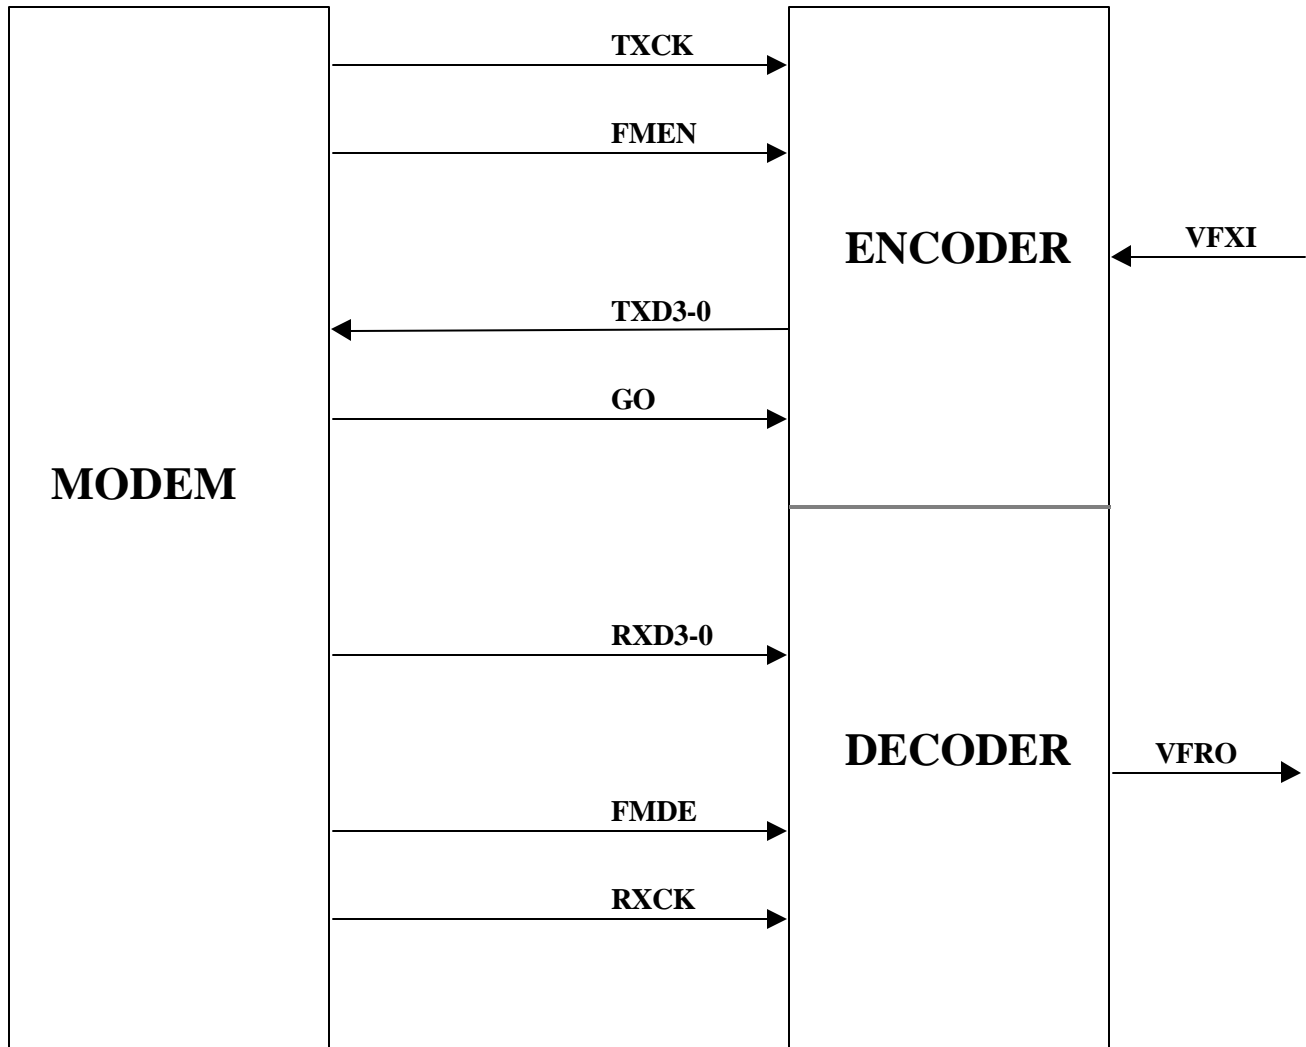 TXCK
FMEN
ENCODER
VFXI
TXD3-0
GO
MODEM
RXD3-0
DECODER
VFRO
FMDE
RXCK